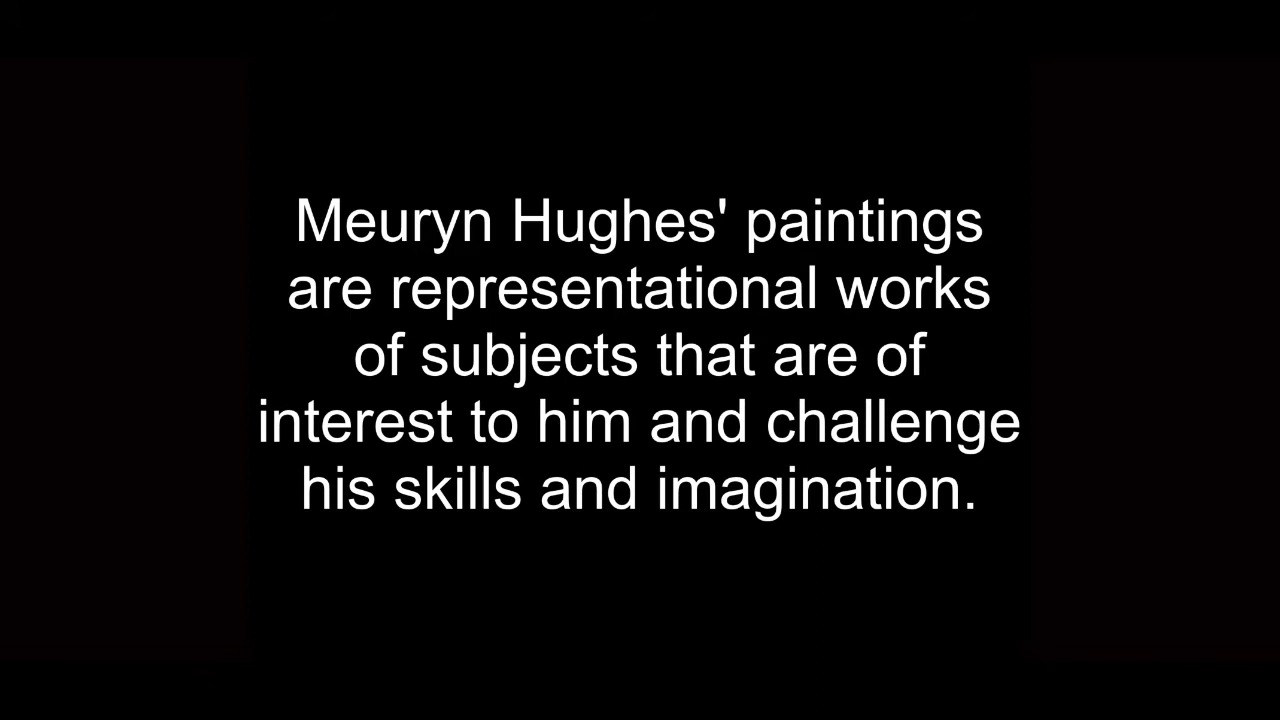 Meuryn Hughes' paintings
are representational works
of subjects that are of
interest to him and challenge
his skills and imagination.